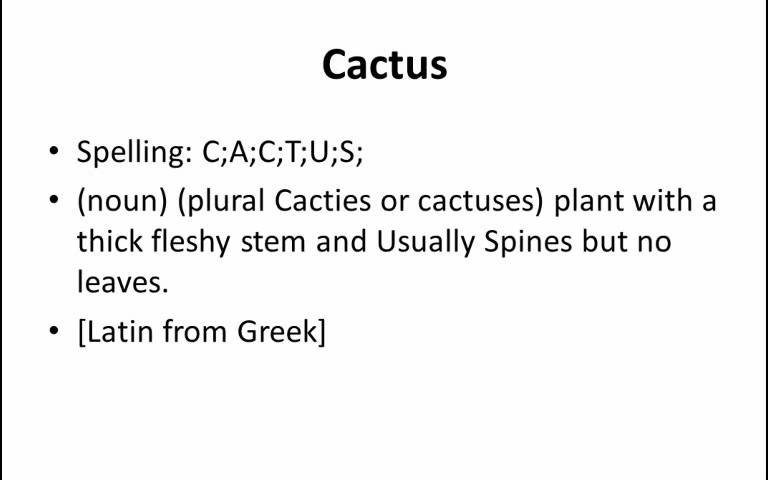 Cactus
• Spelling: C;A;C;T;U;S;
• (noun) (plural Cacties or cactuses) plant with a
thick fleshy stem and Usually Spines but no
leaves.
• [Latin from Greek]